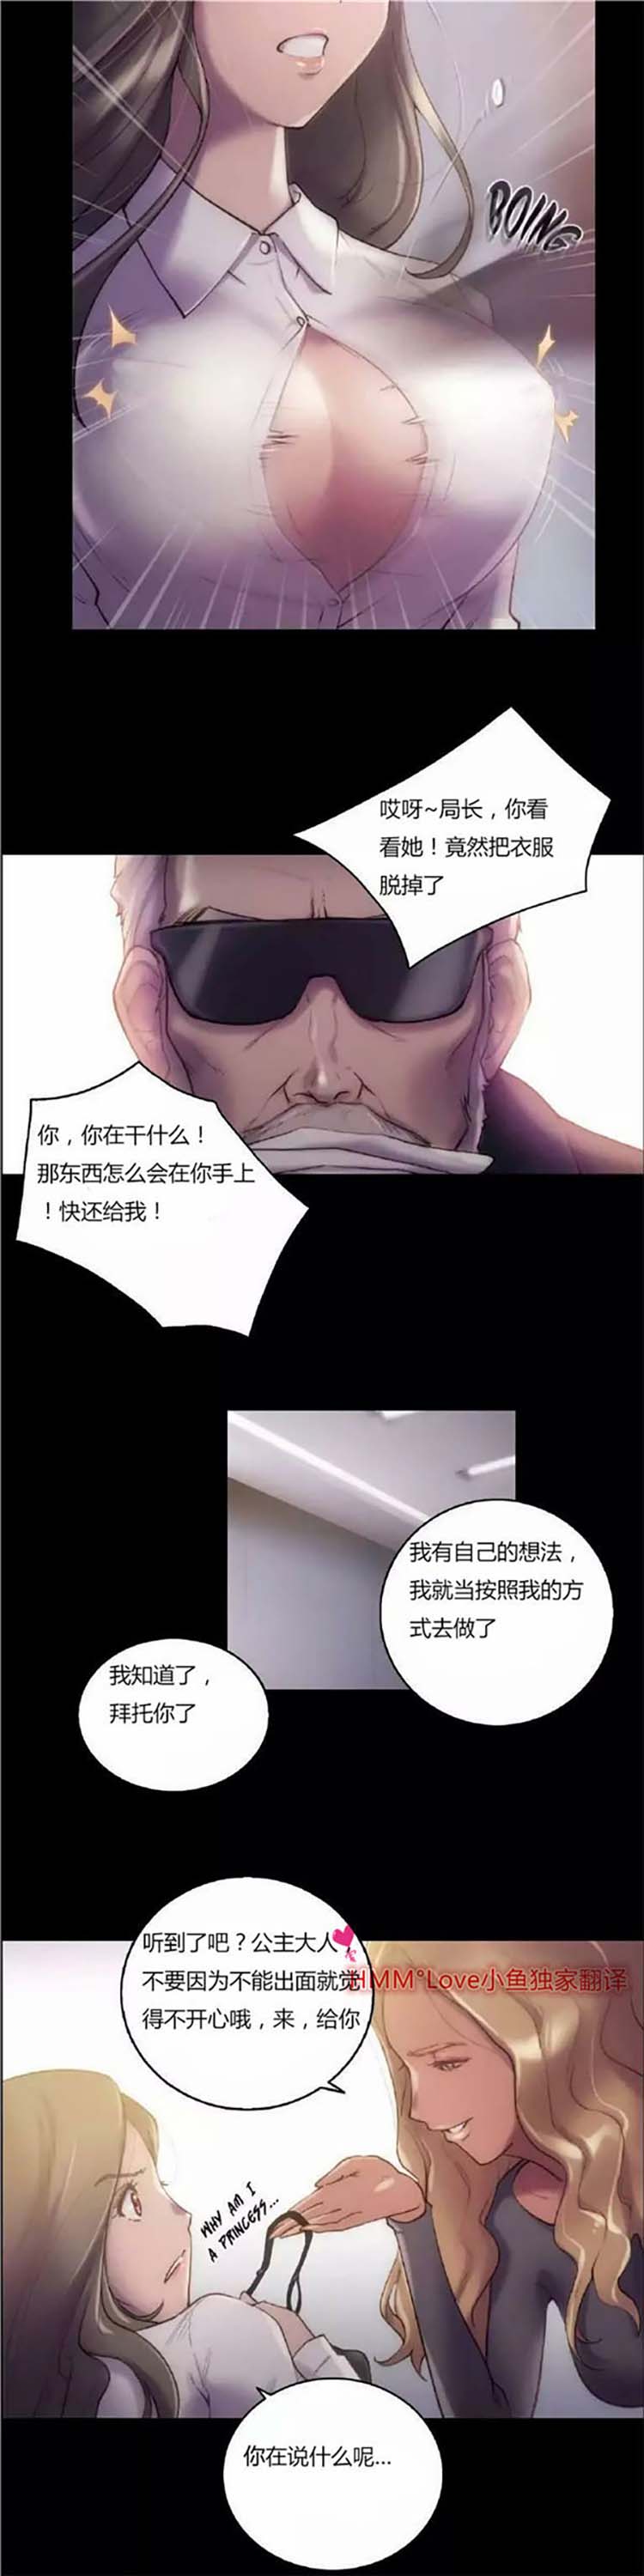 BOING
哎呀~局长，你看
看她！竟然把衣服
脱掉了
你，你在干什么！
那东西怎么会在你手上
！快还给我！
我有自己的想法，
我就当按照我的方
式去做了
我知道了，
拜托你了
听到了吧？公主大人，
不要因为不能出面就觉
得不开心哦，来，给你
HMM°Love小鱼独家翻译
WHY AM I
A PRINCESS...
你在说什么呢...